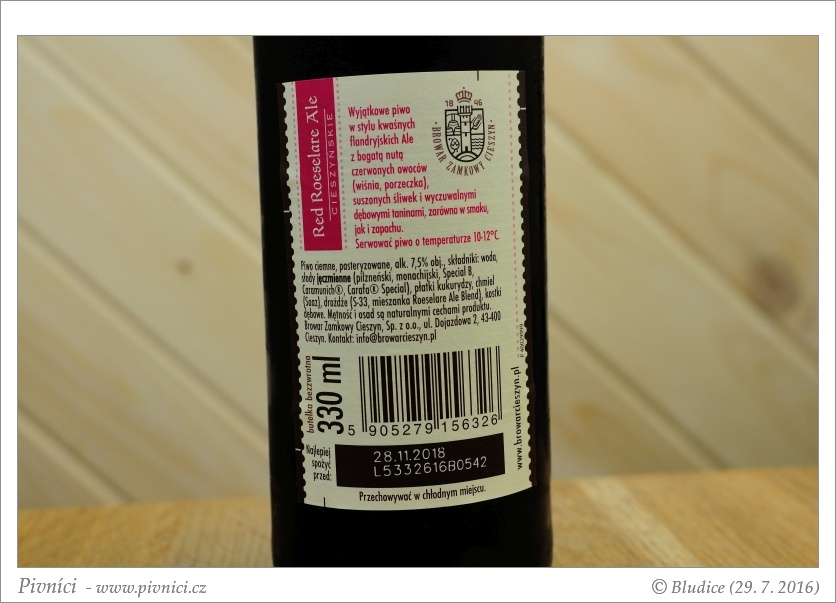 Red Roeselare Ale
CIESZYŃSKIE
Wyjątkowe piwo
w stylu kwaśnych
flandryjskich Ale
z bogatą nutą
czerwonych owoców
(wiśnia, porzeczka),
suszonych śliwek i wyczuwalnymi
dębowymi taninami, zarówno w smaku,
jak i zapachu.
Serwować piwo o temperaturze 10-12°C.
1846
BROWAR ZAMKOWY CIESZYN
Piwo ciemne, pasteryzowane, alk. 7,5% obj., składniki: woda,
słody jęczmienne (pilzneński, monachijski, Special B,
Caramunich®, Carafa® Special), płatki kukurydzy, chmiel
(Saaz), drożdże (S-33, mieszanka Roeselare Ale Blend), kostki
dębowe. Mętność i osad są naturalnymi cechami produktu.
Browar Zamkowy Cieszyn, Sp. z o.o., ul. Dojazdowa 2, 43-400
Cieszyn. Kontakt: info@browarcieszyn.pl
butelka bezzwrotna
330 ml
5 905279 156326
www.browarcieszyn.pl
Najlepiej
spożyć
przed:
28.11.2018
L5332616B0542
Przechowywać w chłodnym miejscu.
Pivníci - www.pivnici.cz
© Bludice (29. 7. 2016)